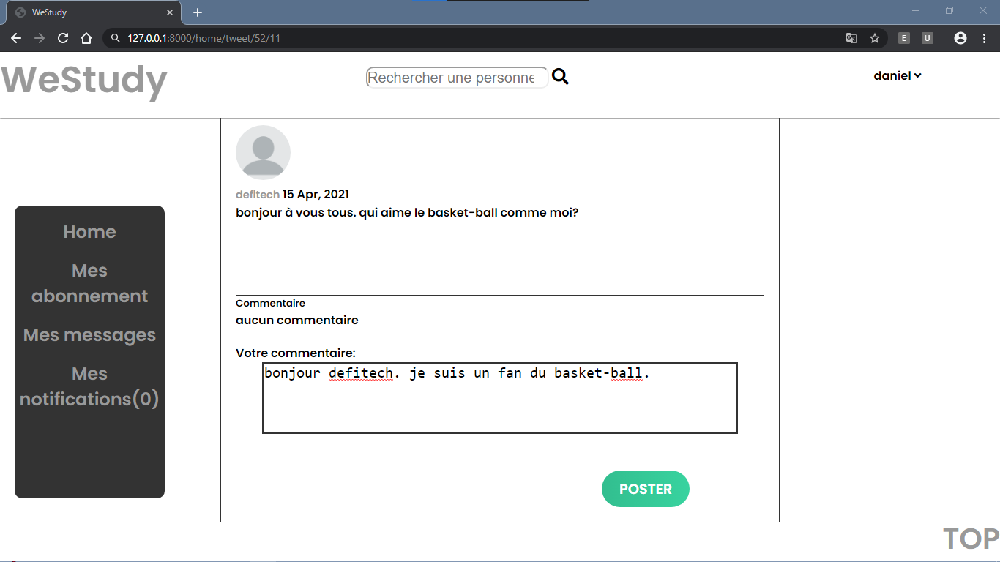 WeStudy
127.0.0.1:8000/home/tweet/52/11
E U
WeStudy
Rechercher une personne
daniel
Home
Mes
abonnement
Mes messages
Mes
notifications(0)
defitech 15 Apr, 2021
bonjour à vous tous. qui aime le basket-ball comme moi?
Commentaire
aucun commentaire
Votre commentaire:
bonjour defitech. je suis un fan du basket-ball.
POSTER
TOP